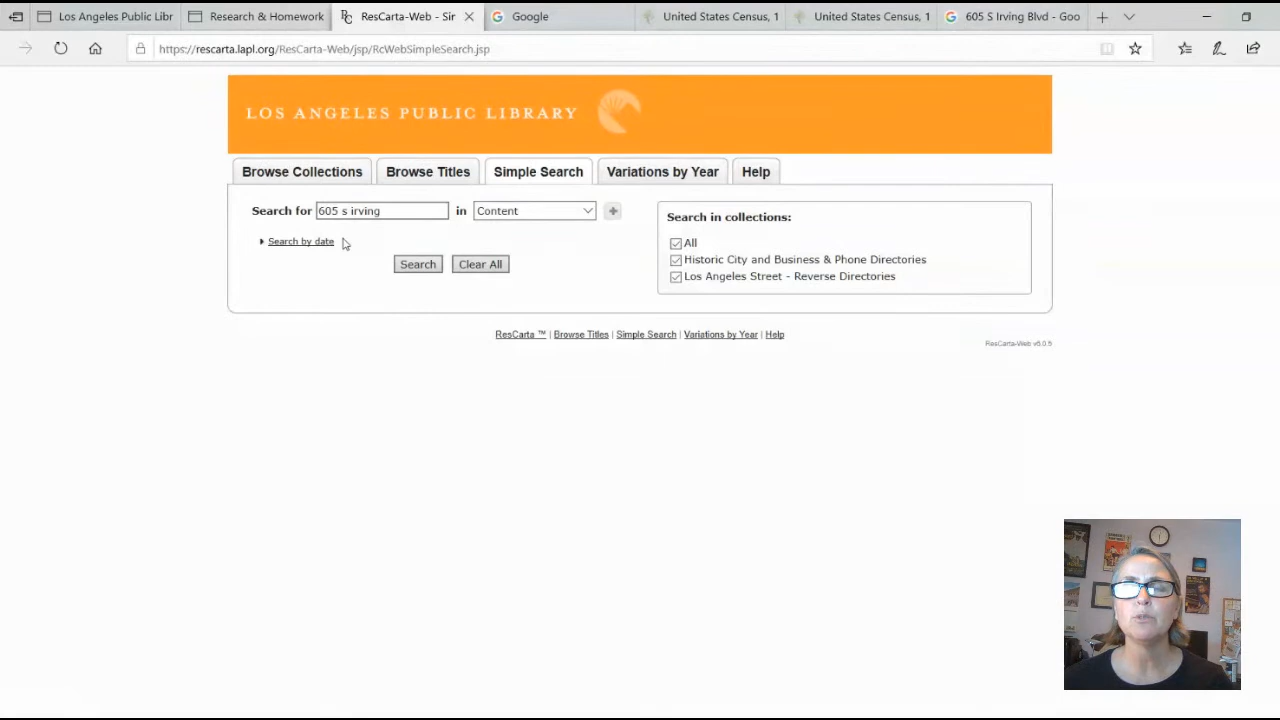 Los Angeles Public Libr
Research & Homework
ResCarta-Web - Sir
Google
United States Census, 1
United States Census, 1
605 S Irving Blvd - Goo
https://rescarta.lapl.org/ResCarta-Web/jsp/RcWebSimpleSearch.jsp
LOS ANGELES PUBLIC LIBRARY
Browse Collections
Browse Titles
Simple Search
Variations by Year
Help
Search for 605 s irving in Content
Search by date
Search
Clear All
Search in collections:
All
Historic City and Business & Phone Directories
Los Angeles Street - Reverse Directories
ResCarta ™ | Browse Titles | Simple Search | Variations by Year | Help